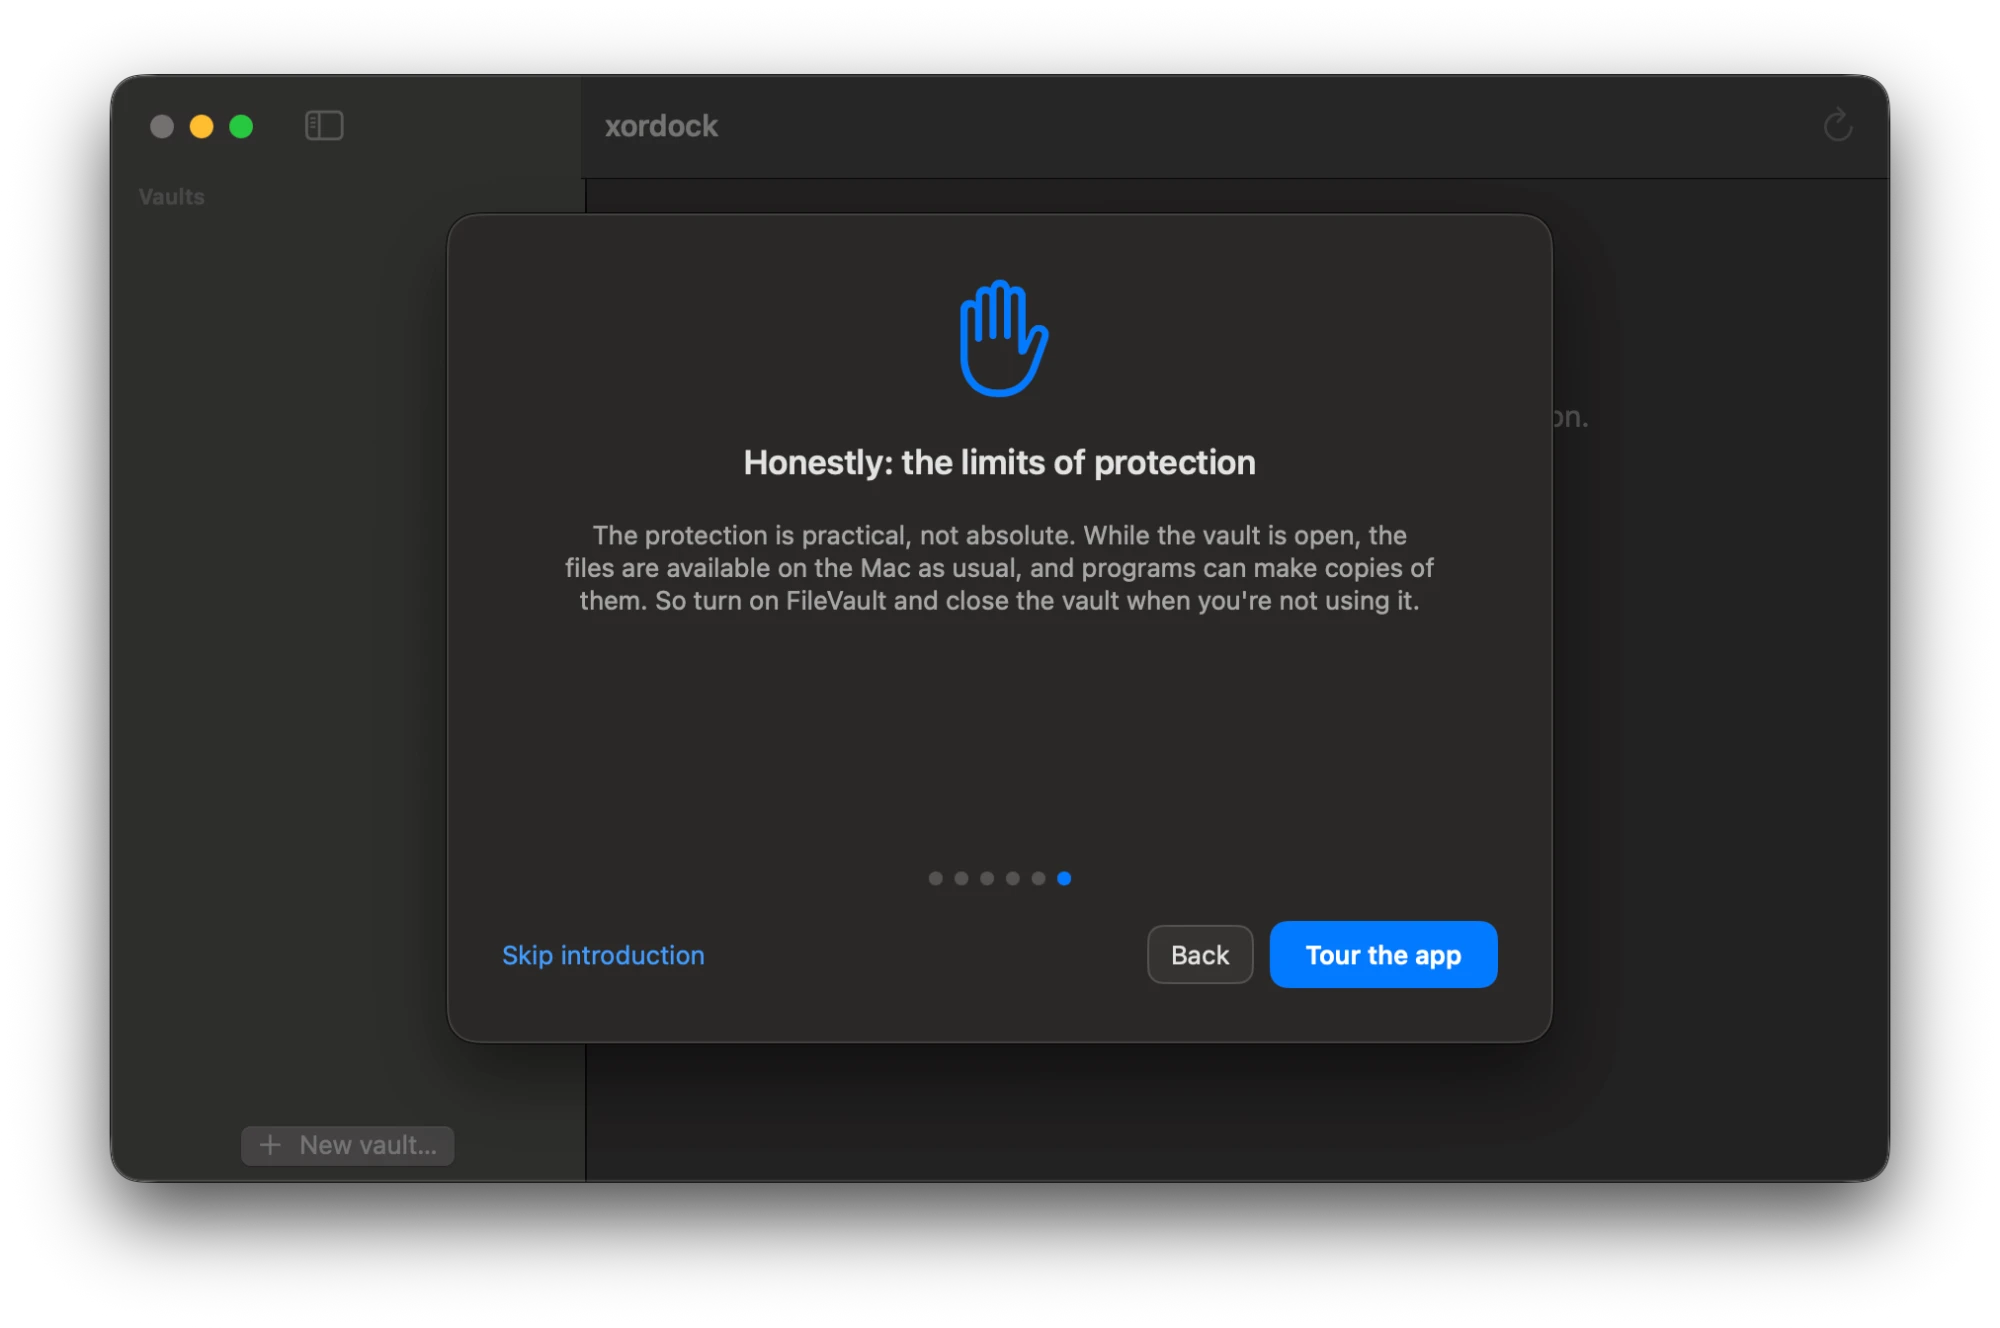 xordock
Vaults
on.
Honestly: the limits of protection
The protection is practical, not absolute. While the vault is open, the
files are available on the Mac as usual, and programs can make copies of
them. So turn on FileVault and close the vault when you're not using it.
Skip introduction
Back
Tour the app
New vault...